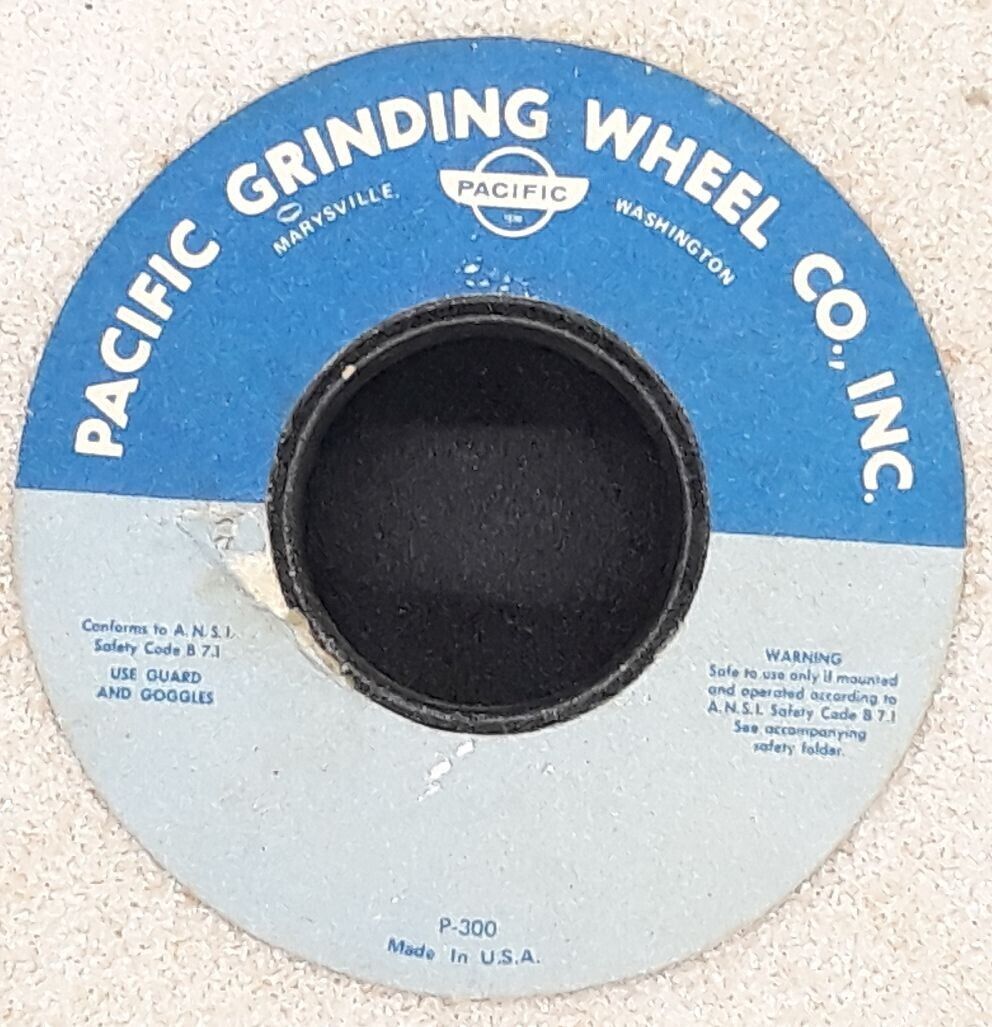 PACIFIC GRINDING WHEEL CO., INC.
MARYSVILLE,
PACIFIC
WASHINGTON
Conforms to A.N.S.I.
Safety Code B 7.1
USE GUARD
AND GOGGLES
WARNING
Safe to use only if mounted
and operated according to
A.N.S.I. Safety Code B 7.1
See accompanying
safety folder.
P-300
Made In U.S.A.